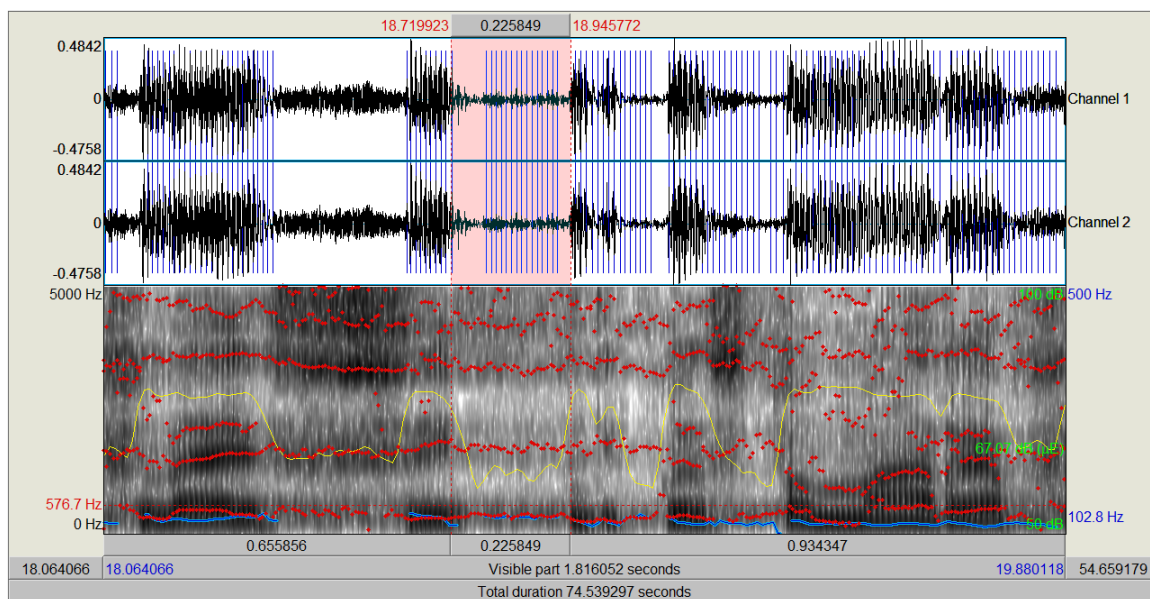 18.719923 0.225849 18.945772
0.4842
0 Channel 1
-0.4758
0.4842
0 Channel 2
-0.4758
5000 Hz 100 dB 500 Hz
576.7 Hz
0 Hz 50 dB 102.8 Hz
0.655856 0.225849 0.934347
18.064066 18.064066 Visible part 1.816052 seconds 19.880118 54.659179
Total duration 74.539297 seconds